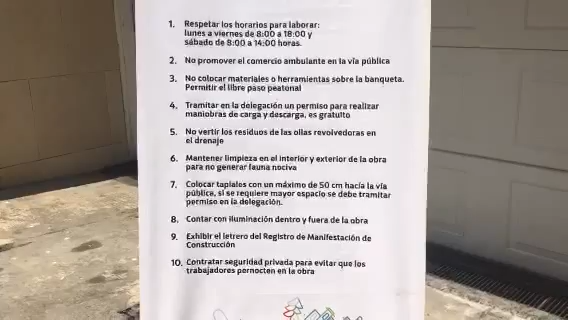 1. Respetar los horarios para laborar:
lunes a viernes de 8:00 a 18:00 y
sábado de 8:00 a 14:00 horas.
2. No promover el comercio ambulante en la vía pública
3. No colocar materiales o herramientas sobre la banqueta.
Permitir el libre paso peatonal
4. Tramitar en la delegación un permiso para realizar
maniobras de carga y descarga, es gratuito
5. No vertir los residuos de las ollas revolvedoras en
el drenaje
6. Mantener limpieza en el interior y exterior de la obra
para no generar fauna nociva
7. Colocar tapiales con un máximo de 50 cm hacia la vía
pública, si se requiere mayor espacio se debe tramitar
permiso en la delegación.
8. Contar con iluminación dentro y fuera de la obra
9. Exhibir el letrero del Registro de Manifestación de
Construcción
10. Contratar seguridad privada para evitar que los
trabajadores pernocten en la obra